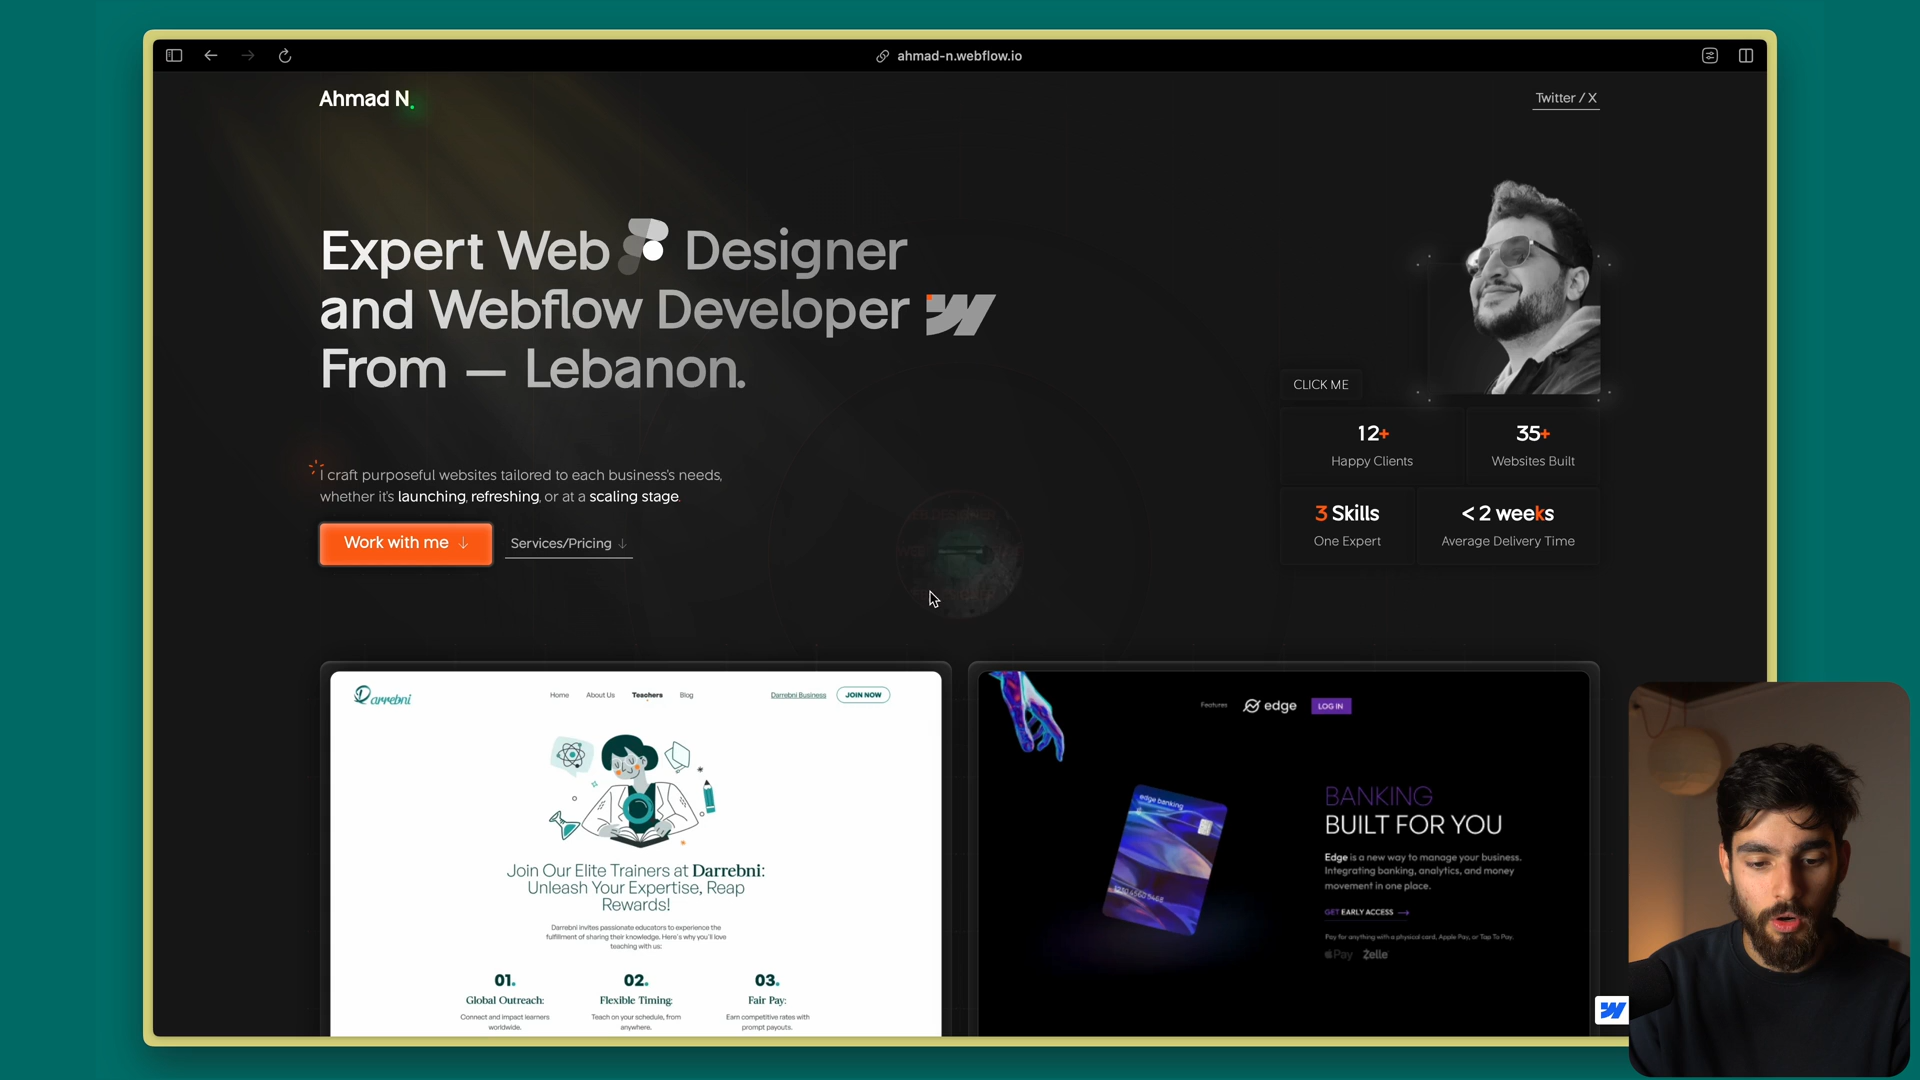 ahmad-n.webflow.io
Ahmad N.
Twitter / X
Expert Web Designer
and Webflow Developer
From — Lebanon.
CLICK ME
12+
Happy Clients
35+
Websites Built
I craft purposeful websites tailored to each business's needs,
whether it's launching, refreshing, or at a scaling stage.
3 Skills
One Expert
< 2 weeks
Average Delivery Time
Work with me ↓
Services/Pricing ↓
Darrebni
Home
About Us
Teachers
Blog
Darrebni Business
JOIN NOW
Join Our Elite Trainers at Darrebni:
Unleash Your Expertise, Reap
Rewards!
Darrebni invites passionate educators to experience the
fulfillment of sharing their knowledge. Here's why you'll love
teaching with us:
01.
Global Outreach:
Connect and impact learners
worldwide.
02.
Flexible Timing:
Teach on your schedule, from
anywhere.
03.
Fair Pay:
Earn competitive rates with
prompt payouts.
Features
edge
LOG IN
edge banking
BANKING
BUILT FOR YOU
Edge is a new way to manage your business.
Integrating banking, analytics, and money
movement in one place.
GET EARLY ACCESS →
Pay for anything with a physical card, Apple Pay, or Tap To Pay.
Pay
Zelle